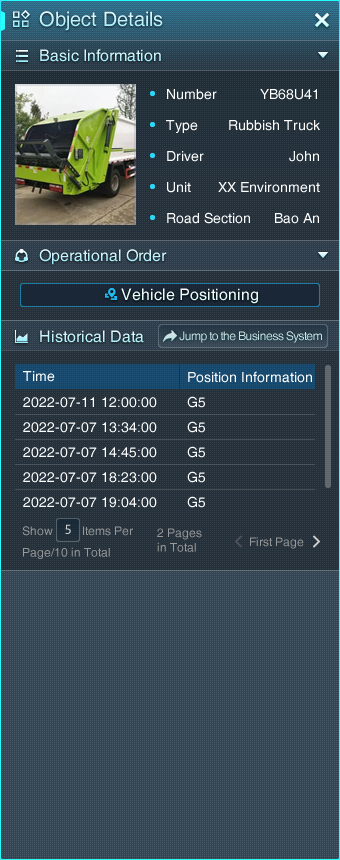 Object Details
Basic Information
Number YB68U41
Type Rubbish Truck
Driver John
Unit XX Environment
Road Section Bao An
Operational Order
Vehicle Positioning
Historical Data Jump to the Business System
Time Position Information
2022-07-11 12:00:00 G5
2022-07-07 13:34:00 G5
2022-07-07 14:45:00 G5
2022-07-07 18:23:00 G5
2022-07-07 19:04:00 G5
Show 5 Items Per
Page/10 in Total
2 Pages
in Total
First Page